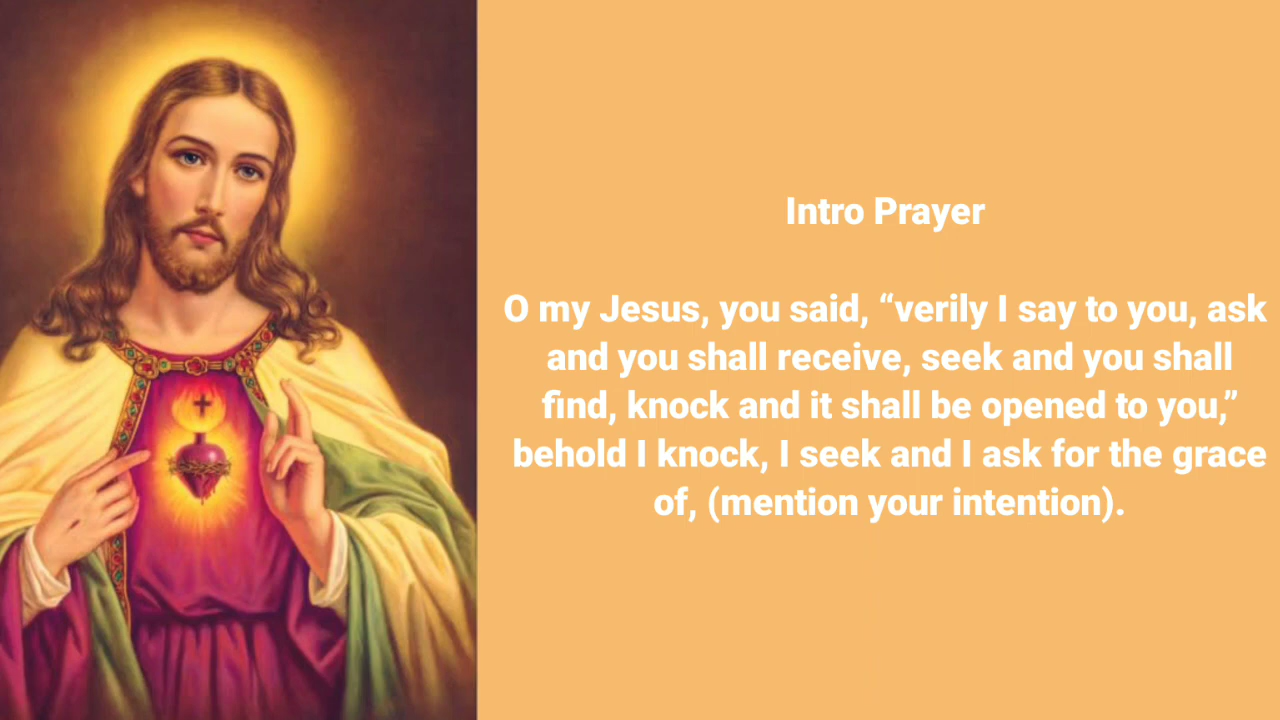 Intro Prayer
O my Jesus, you said, “verily I say to you, ask
and you shall receive, seek and you shall
find, knock and it shall be opened to you,”
behold I knock, I seek and I ask for the grace
of, (mention your intention).